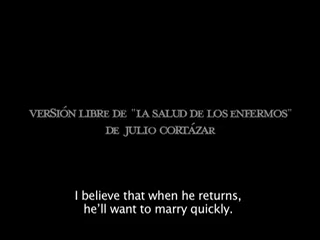 VERSIÓN LIBRE DE "LA SALUD DE LOS ENFERMOS"
DE JULIO CORTÁZAR
I believe that when he returns,
he'll want to marry quickly.